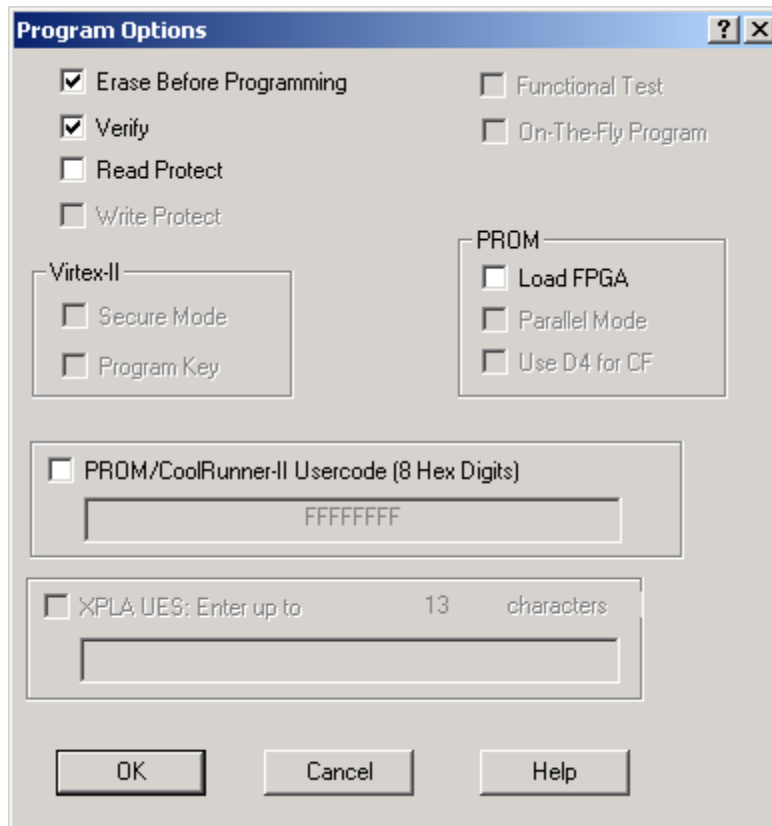 Program Options
Erase Before Programming
Functional Test
Verify
On-The-Fly Program
Read Protect
Write Protect
PROM
Virtex-II
Load FPGA
Secure Mode
Parallel Mode
Program Key
Use D4 for CF
PROM/CoolRunner-II Usercode (8 Hex Digits)
FFFFFFFF
XPLA UES: Enter up to 13 characters
OK Cancel Help